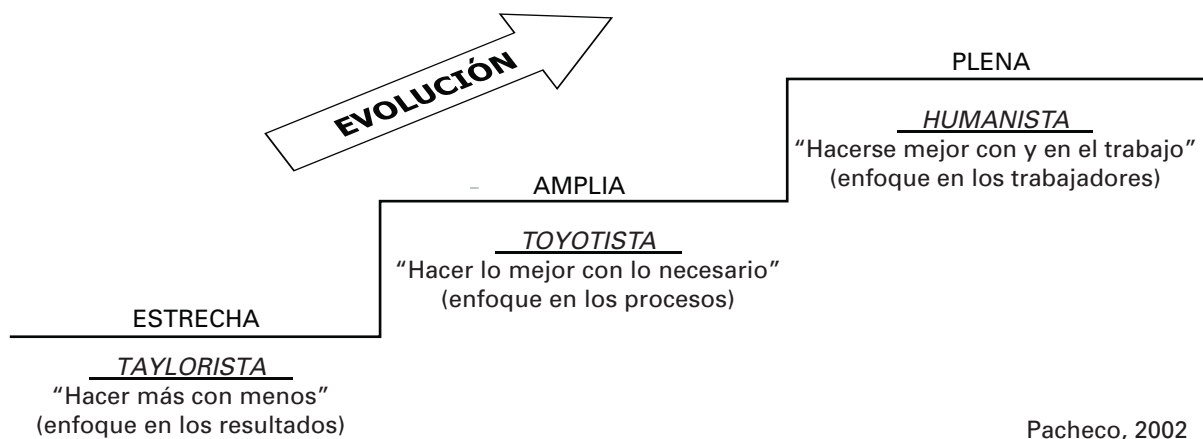 EVOLUCIÓN
PLENA
HUMANISTA
“Hacerse mejor con y en el trabajo”
(enfoque en los trabajadores)
AMPLIA
TOYOTISTA
“Hacer lo mejor con lo necesario”
(enfoque en los procesos)
ESTRECHA
TAYLORISTA
“Hacer más con menos”
(enfoque en los resultados)
Pacheco, 2002